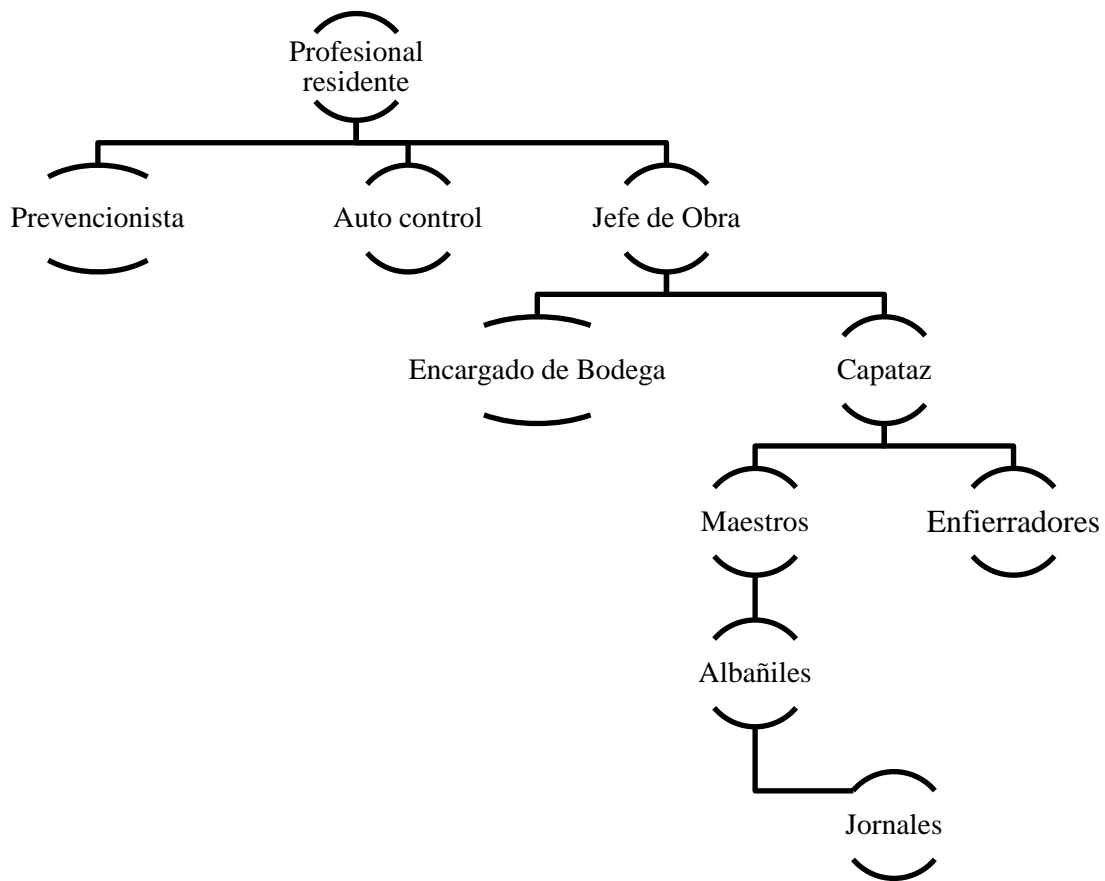 Profesional
residente
Prevencionista
Auto control
Jefe de Obra
Encargado de Bodega
Capataz
Maestros
Enfierradores
Albañiles
Jornales